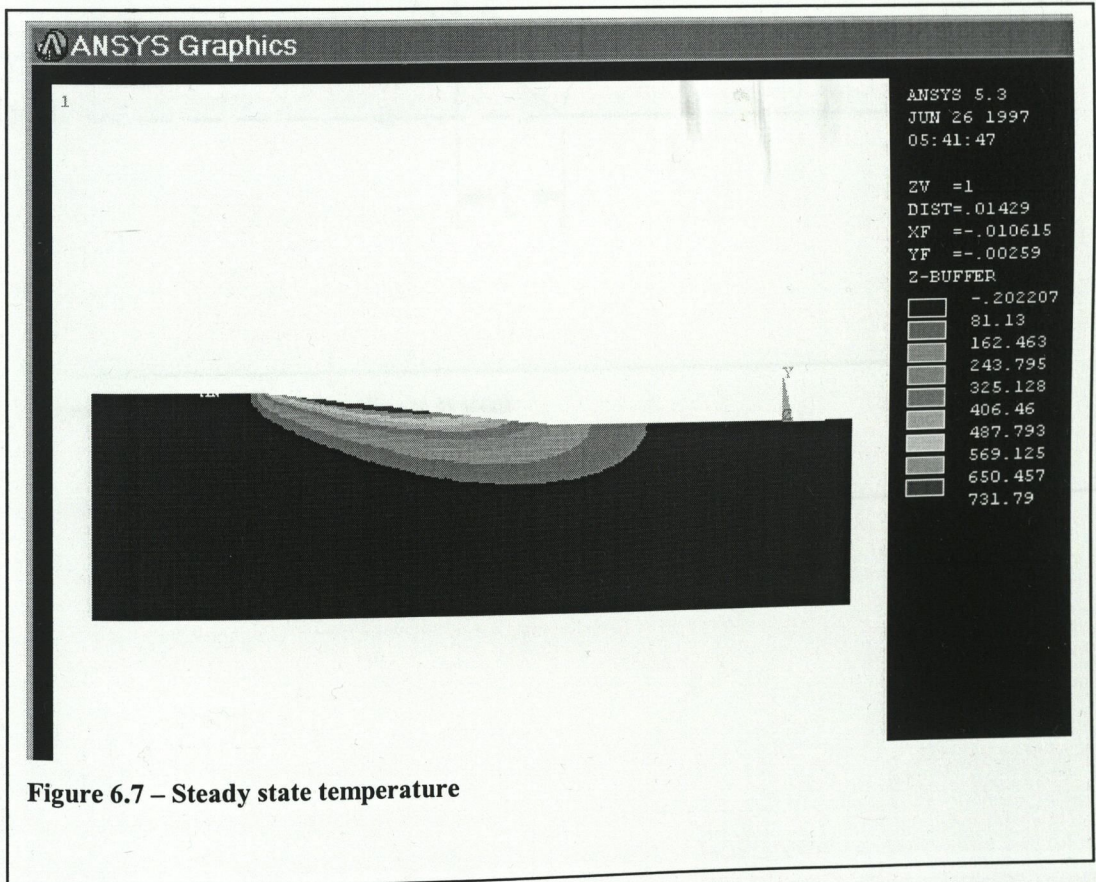 ANSYS Graphics
1
ANSYS 5.3
JUN 26 1997
05:41:47
ZV =1
DIST=.01429
XF =-.010615
YF =-.00259
Z-BUFFER
-.202207
81.13
162.463
243.795
325.128
406.46
487.793
569.125
650.457
731.79
Y
Figure 6.7 – Steady state temperature